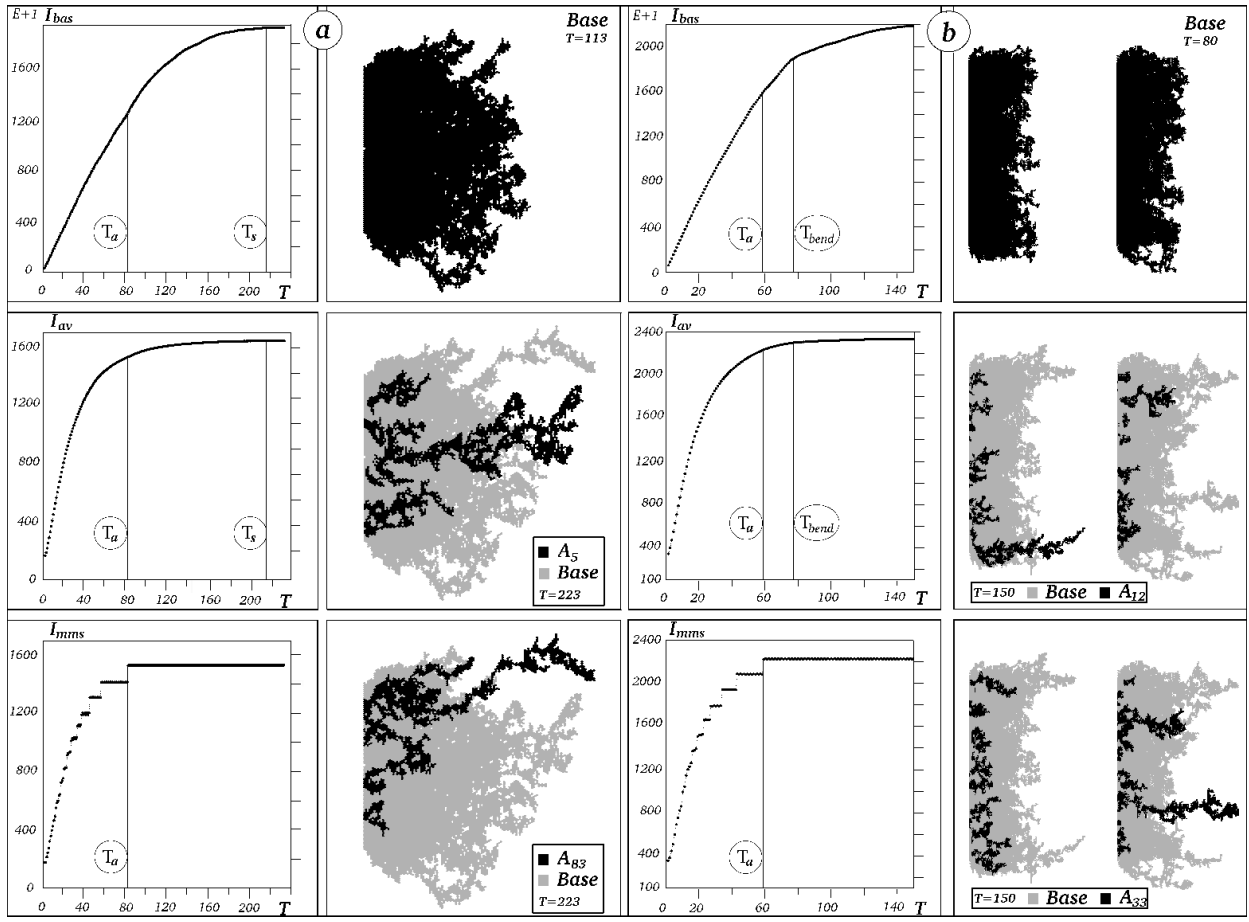 E+1 I_bas
1600
1200
800
400
0
0 40 80 120 160 200 T
T_a T_s
a
Base
T=113
E+1 I_bas
2000
1600
1200
800
400
0
0 20 60 100 140 T
T_a T_bend
b
Base
T=80
I_av
1600
1200
800
400
0
0 40 80 120 160 200 T
T_a T_s
A_5
Base
T=223
I_av
2400
2000
1600
1200
800
400
100
0 20 60 100 140 T
T_a T_bend
T=150 Base A_12
I_mms
1600
1200
800
400
0
0 40 80 120 160 200 T
T_a
A_83
Base
T=223
I_mms
2400
2000
1600
1200
800
400
100
0 20 60 100 140 T
T_a
T=150 Base A_33